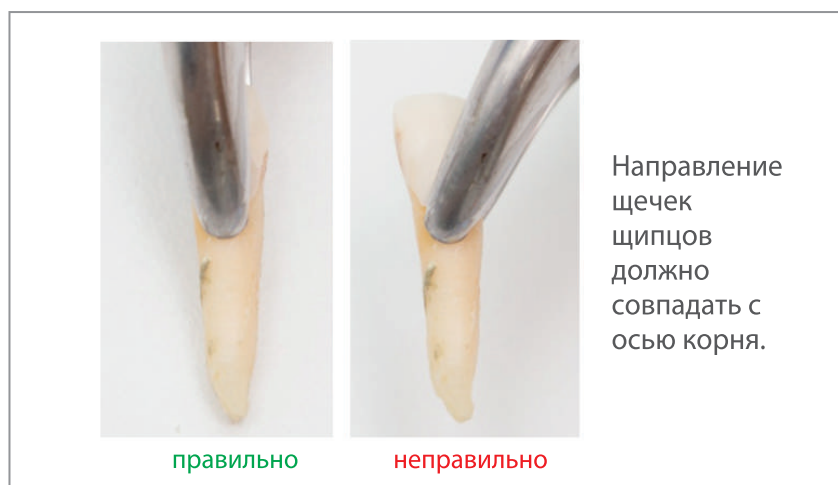 Направление
щечек
щипцов
должно
совпадать с
осью корня.
правильно
неправильно